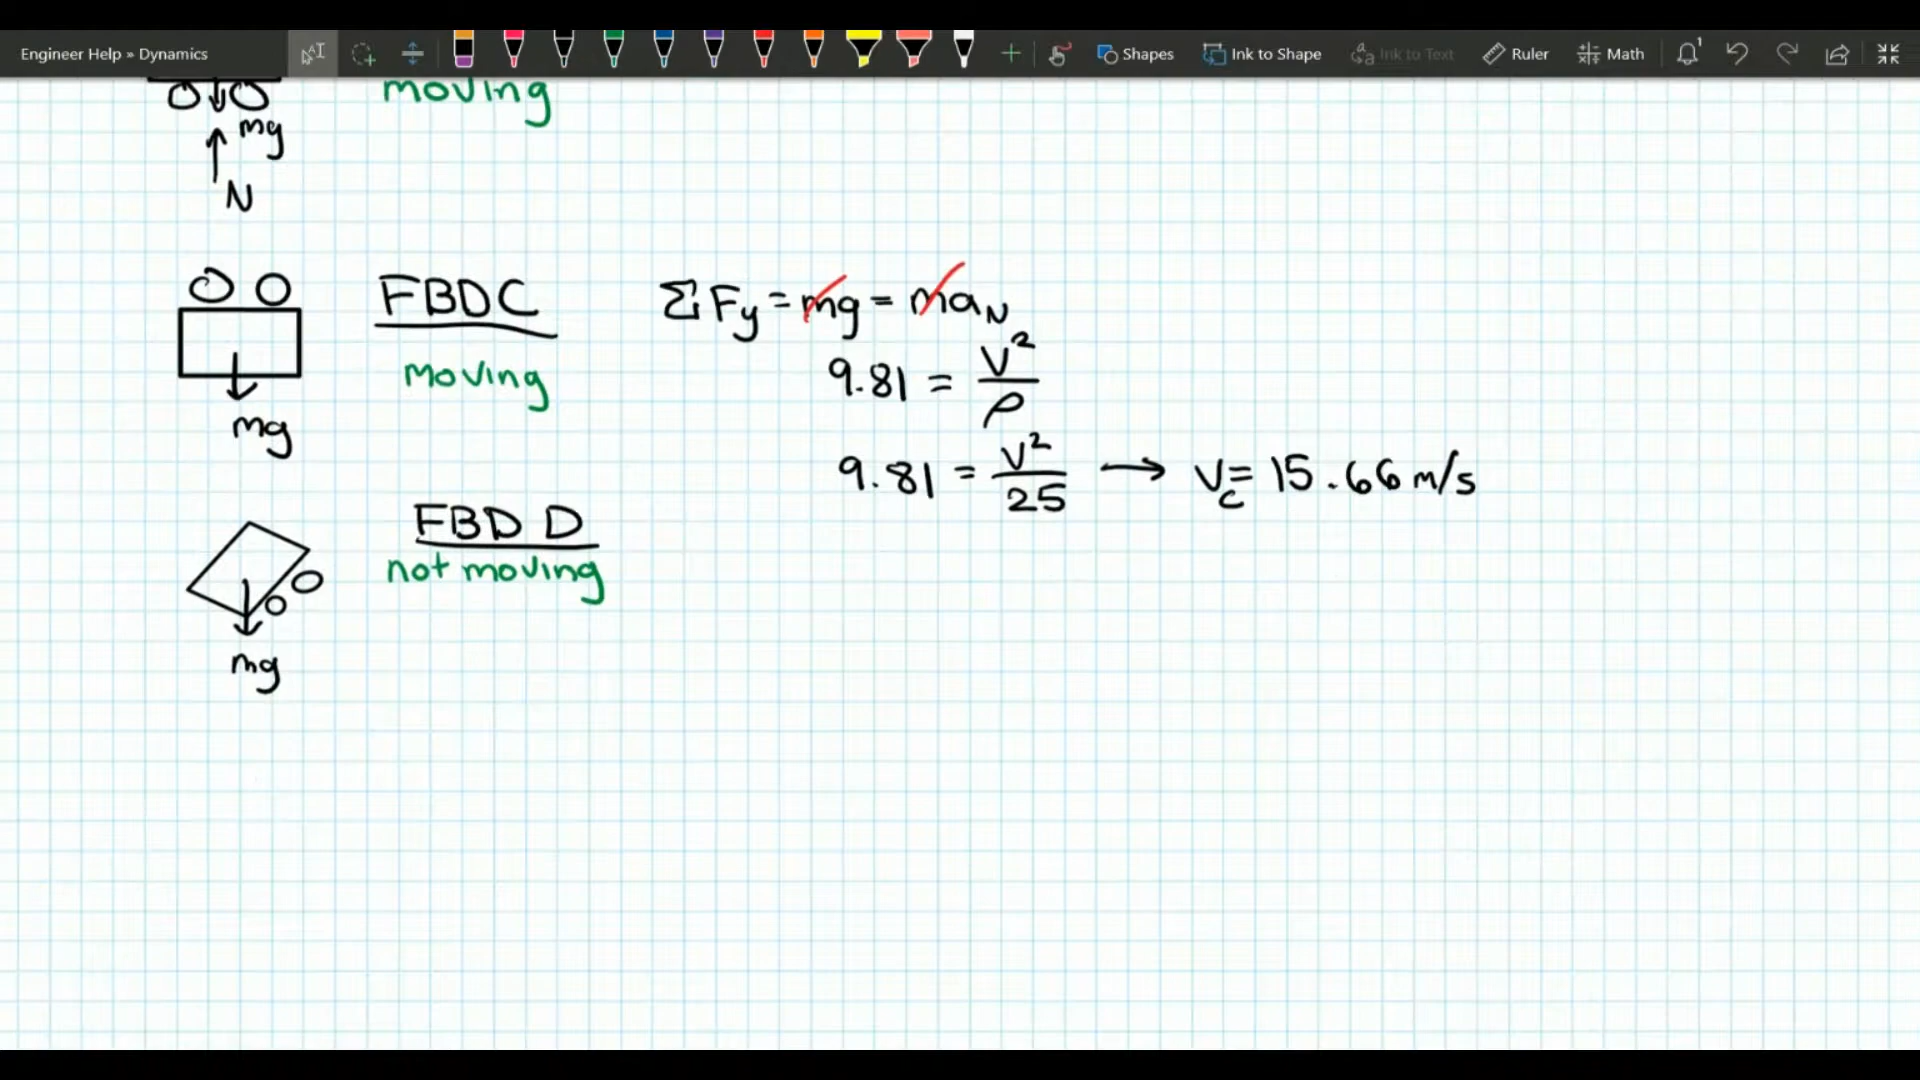 Engineer Help » Dynamics
Shapes
Ink to Shape
Ink to Text
Ruler
Math
1
moving
mg
N
FBDC
moving
mg
ΣFy = mg = maN
9.81 = V²/ρ
9.81 = V²/25 → Vc = 15.66 m/s
FBD D
not moving
mg